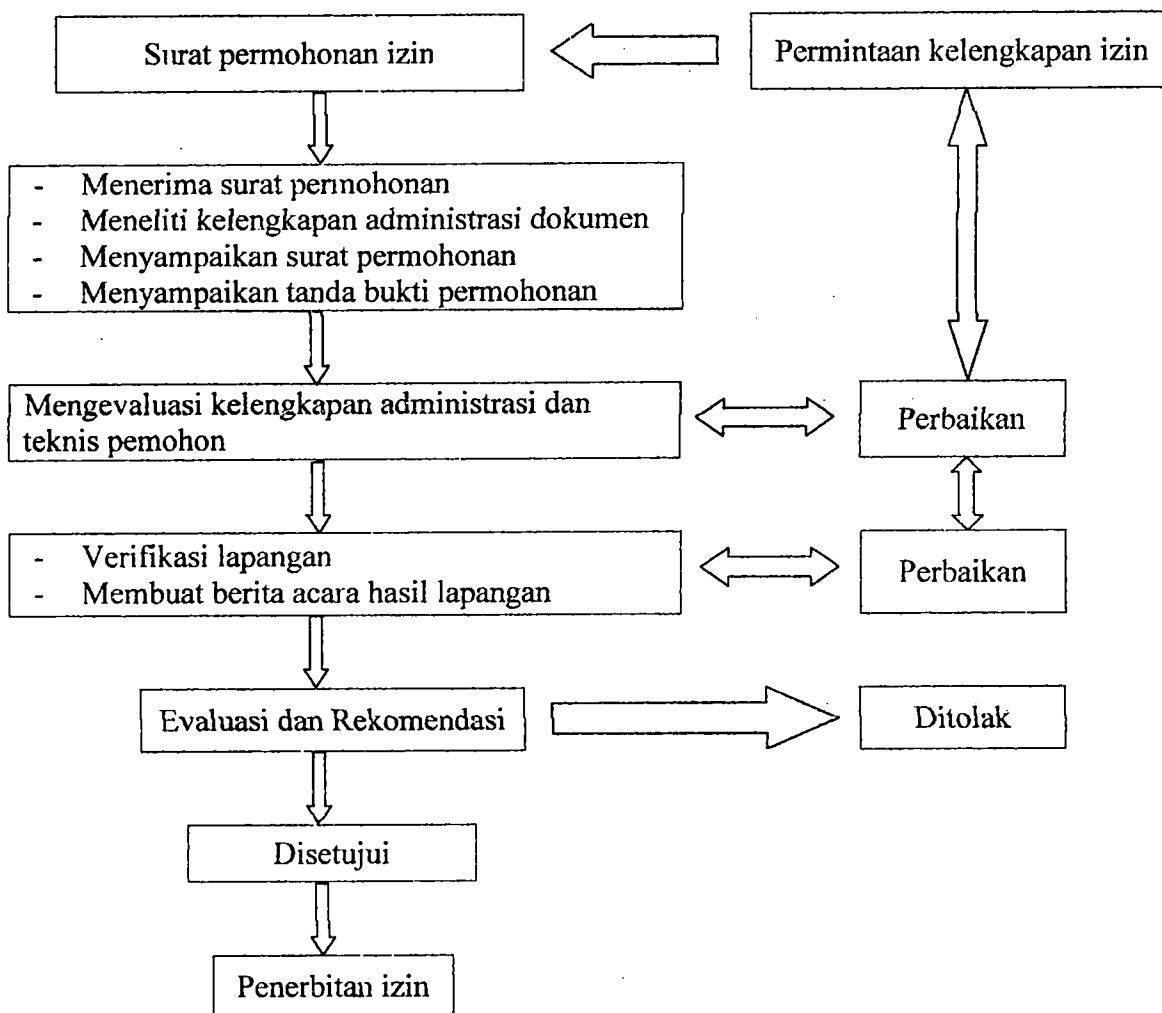 Surat permohonan izin
Permintaan kelengkapan izin
- Menerima surat permohonan
- Meneliti kelengkapan administrasi dokumen
- Menyampaikan surat permohonan
- Menyampaikan tanda bukti permohonan
Mengevaluasi kelengkapan administrasi dan
teknis pemohon
Perbaikan
- Verifikasi lapangan
- Membuat berita acara hasil lapangan
Perbaikan
Evaluasi dan Rekomendasi
Ditolak
Disetujui
Penerbitan izin